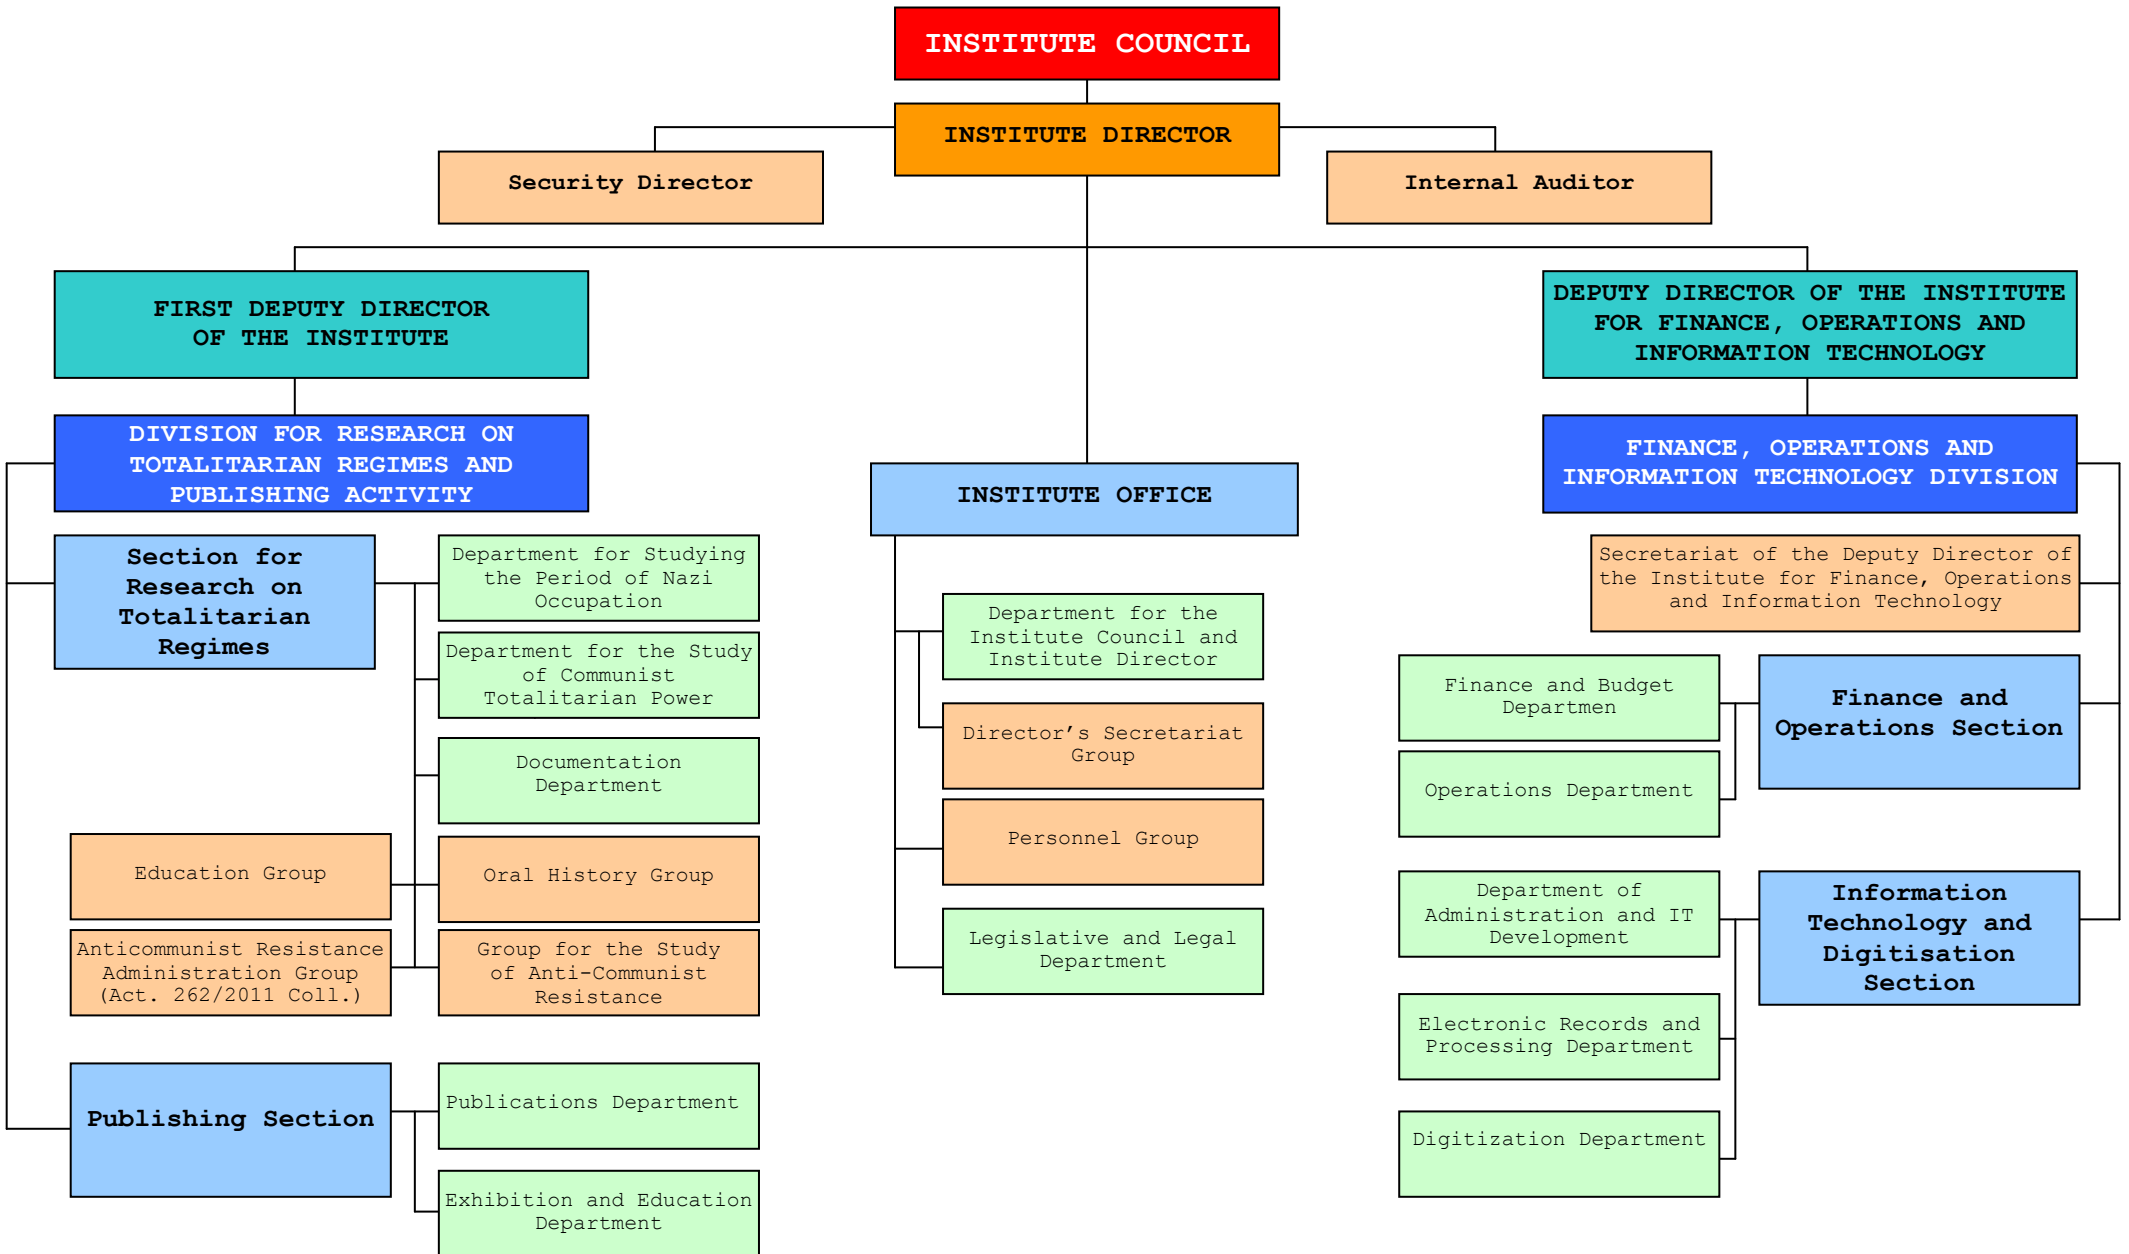 INSTITUTE COUNCIL
INSTITUTE DIRECTOR
Security Director
Internal Auditor
FIRST DEPUTY DIRECTOR
OF THE INSTITUTE
DEPUTY DIRECTOR OF THE INSTITUTE
FOR FINANCE, OPERATIONS AND
INFORMATION TECHNOLOGY
DIVISION FOR RESEARCH ON
TOTALITARIAN REGIMES AND
PUBLISHING ACTIVITY
INSTITUTE OFFICE
FINANCE, OPERATIONS AND
INFORMATION TECHNOLOGY DIVISION
Section for
Research on
Totalitarian
Regimes
Department for Studying
the Period of Nazi
Occupation
Department for the Study
of Communist
Totalitarian Power
Documentation
Department
Education Group
Oral History Group
Anticommunist Resistance
Administration Group
(Act. 262/2011 Coll.)
Group for the Study
of Anti-Communist
Resistance
Publishing Section
Publications Department
Exhibition and Education
Department
Department for the
Institute Council and
Institute Director
Director’s Secretariat
Group
Personnel Group
Legislative and Legal
Department
Secretariat of the Deputy Director of
the Institute for Finance, Operations
and Information Technology
Finance and Budget
Departmen
Finance and
Operations Section
Operations Department
Department of
Administration and IT
Development
Information
Technology and
Digitisation
Section
Electronic Records and
Processing Department
Digitization Department